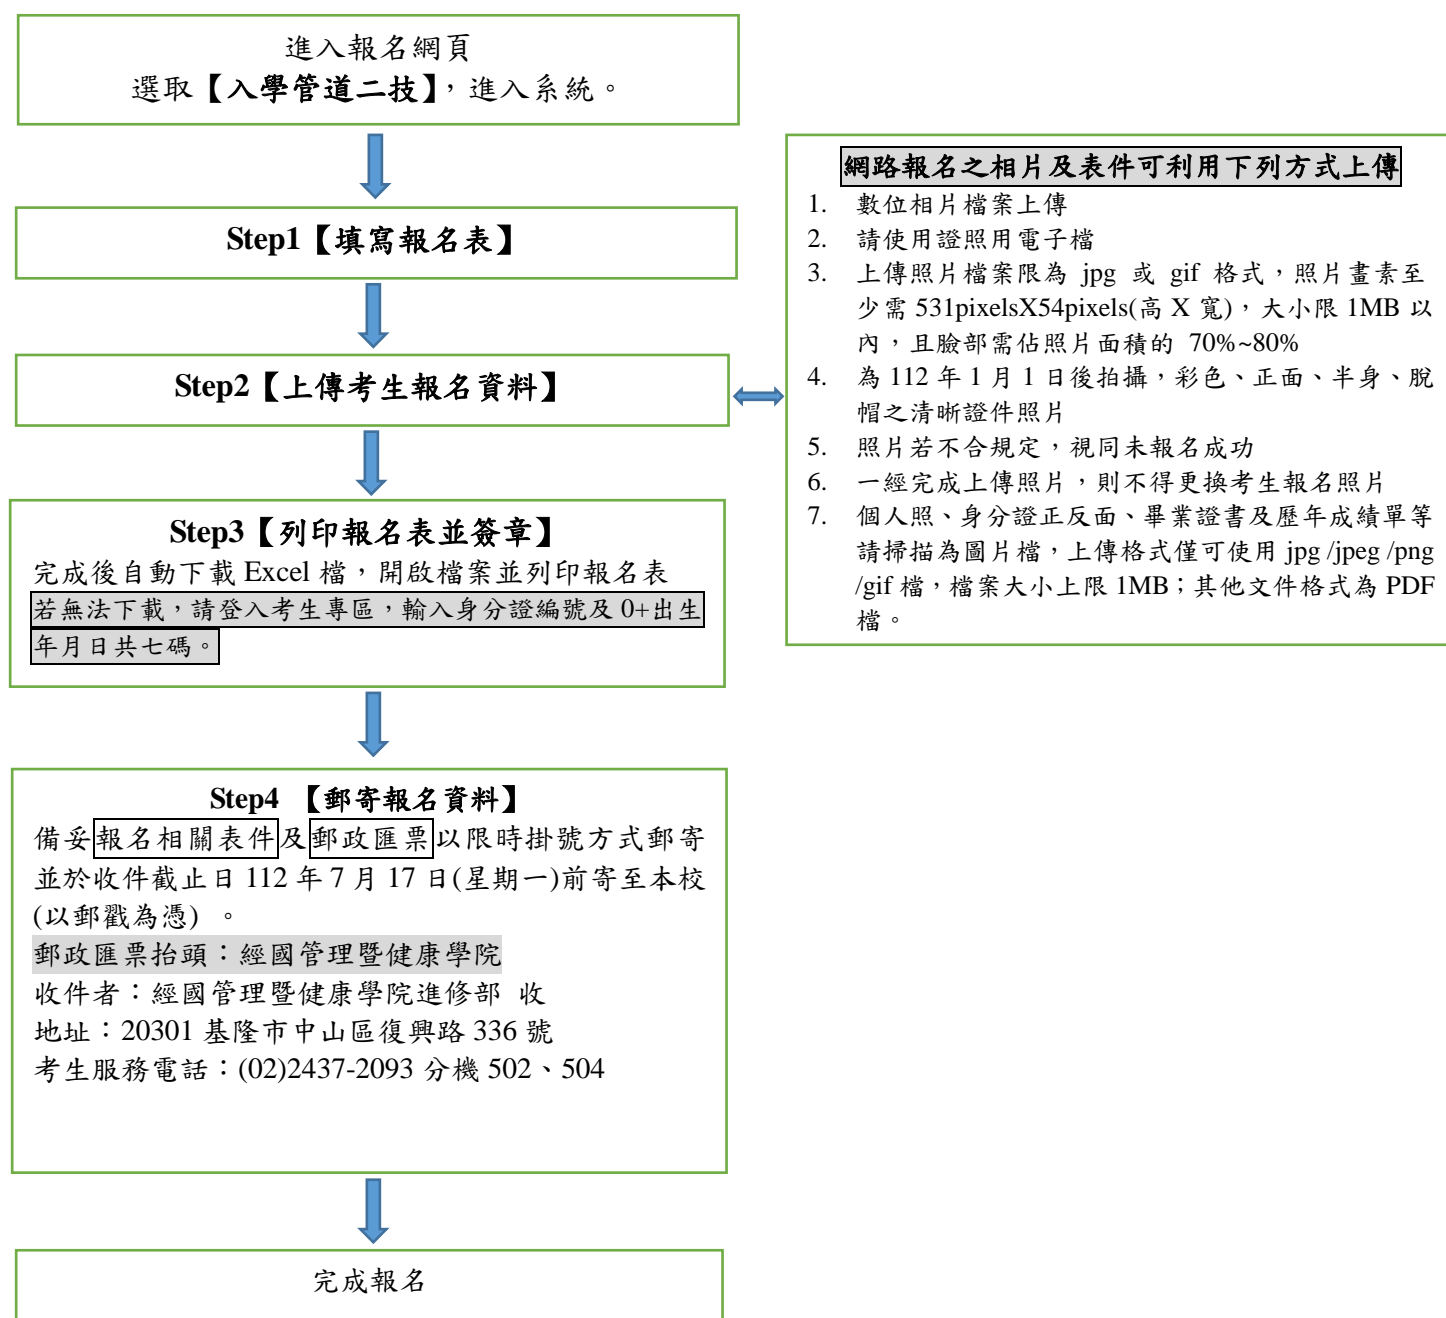 進入報名網頁
選取【入學管道二技】，進入系統。
Step1【填寫報名表】
Step2【上傳考生報名資料】
網路報名之相片及表件可利用下列方式上傳
1. 數位相片檔案上傳
2. 請使用證照用電子檔
3. 上傳照片檔案限為 jpg 或 gif 格式，照片畫素至
少需 531pixelsX54pixels(高 X 寬)，大小限 1MB 以
內，且臉部需佔照片面積的 70%~80%
4. 為 112 年 1 月 1 日後拍攝，彩色、正面、半身、脫
帽之清晰證件照片
5. 照片若不合規定，視同未報名成功
6. 一經完成上傳照片，則不得更換考生報名照片
7. 個人照、身分證正反面、畢業證書及歷年成績單等
請掃描為圖片檔，上傳格式僅可使用 jpg /jpeg /png
/gif 檔，檔案大小上限 1MB；其他文件格式為 PDF
檔。
Step3【列印報名表並簽章】
完成後自動下載 Excel 檔，開啟檔案並列印報名表
若無法下載，請登入考生專區，輸入身分證編號及 0+出生
年月日共七碼。
Step4 【郵寄報名資料】
備妥報名相關表件及郵政匯票以限時掛號方式郵寄
並於收件截止日 112 年 7 月 17 日(星期一)前寄至本校
(以郵戳為憑) 。
郵政匯票抬頭：經國管理暨健康學院
收件者：經國管理暨健康學院進修部 收
地址：20301 基隆市中山區復興路 336 號
考生服務電話：(02)2437-2093 分機 502、504
完成報名